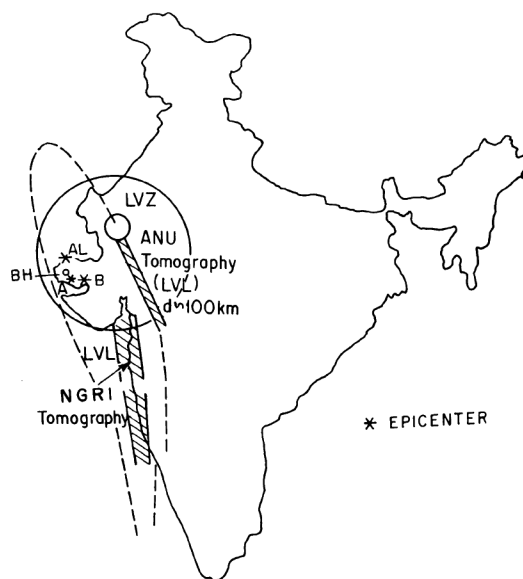 LVZ
ANU
Tomography
(LVL)
d~100km
AL
BH
A
B
LVL
NGRI
Tomography
* EPICENTER